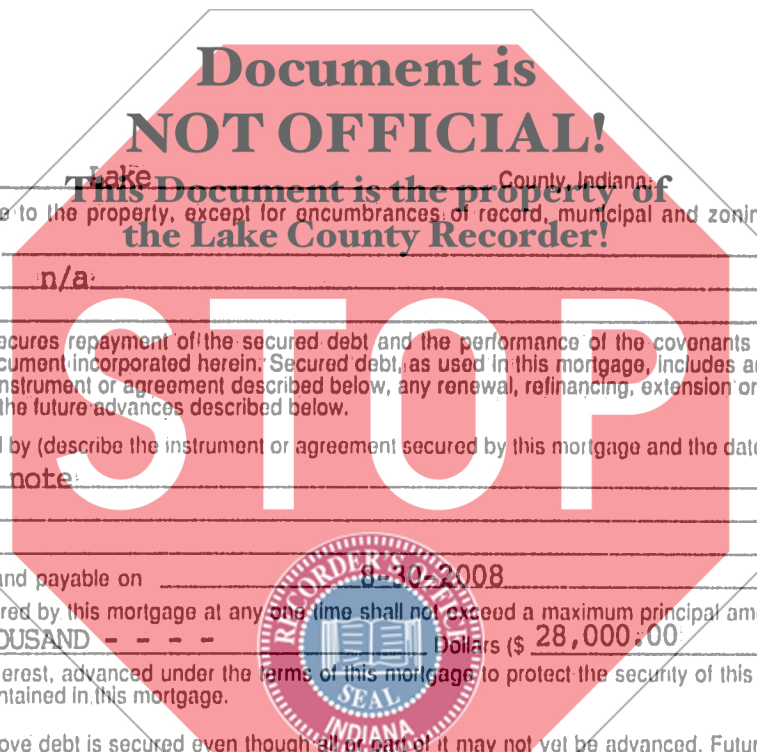 Document is
NOT OFFICIAL!
Lake County, Indiana.
This Document is the property of
e to the property, except for encumbrances of record, municipal and zonin
the Lake County Recorder!
n/a
STOP
ecures repayment of the secured debt and the performance of the covenants
cument incorporated herein. Secured debt, as used in this mortgage, includes a
nstrument or agreement described below, any renewal, refinancing, extension or
the future advances described below.
d by (describe the instrument or agreement secured by this mortgage and the date
note
and payable on 8-30-2008
red by this mortgage at any one time shall not exceed a maximum principal am
OUSAND - - - - Dollars ($ 28,000.00
erest, advanced under the terms of this mortgage to protect the security of this
ntained in this mortgage.
RECORDER'S OFFICE
SEAL
INDIANA
ove debt is secured even though all or part of it may not yet be advanced. Futur